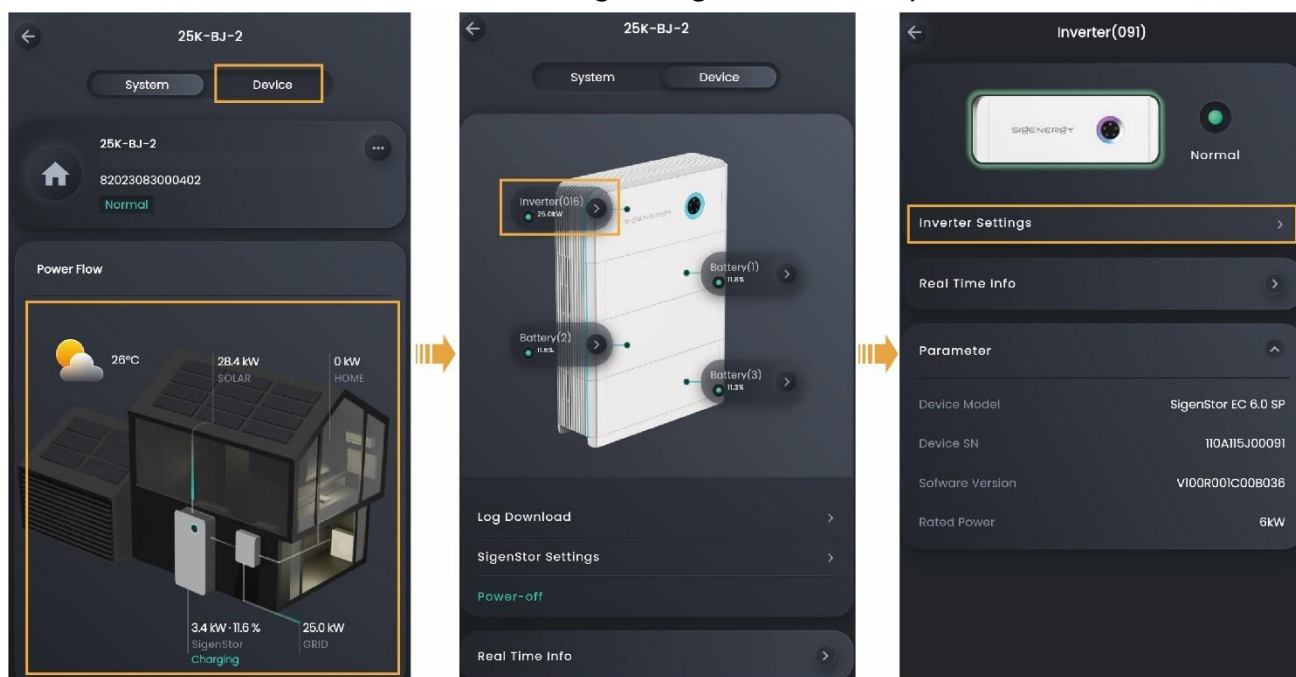 25K-BJ-2
System
Device
25K-BJ-2
82023083000402
Normal
Power Flow
26°C
28.4 kW
SOLAR
0 kW
HOME
3.4 kW·11.6 %
SigenStor
Charging
25.0 kW
GRID
25K-BJ-2
System
Device
Inverter(016)
25.0kW
SIGENERGY
Battery(1)
11.8%
Battery(2)
11.6%
Battery(3)
11.3%
Log Download
SigenStor Settings
Power-off
Real Time Info
Inverter(091)
SIGENERGY
Normal
Inverter Settings
Real Time Info
Parameter
Device Model
SigenStor EC 6.0 SP
Device SN
110A115J00091
Sofware Version
V100R001C00B036
Rated Power
6kW